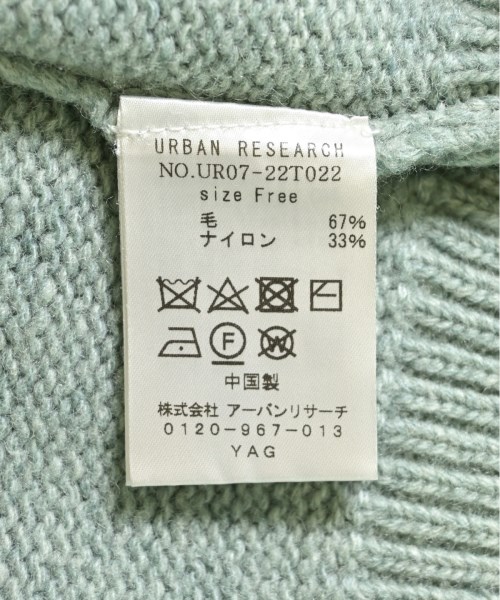 URBAN RESEARCH
NO.UR07-22T022
size Free
毛 67%
ナイロン 33%
F W
中国製
株式会社 アーバンリサーチ
0120-967-013
YAG